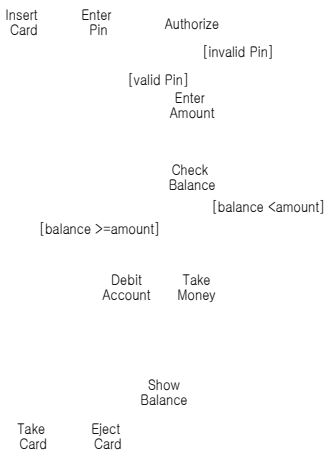 Insert Enter
Card Pin Authorize
[invalid Pin]
[valid Pin]
Enter
Amount
Check
Balance
[balance <amount]
[balance >=amount]
Debit Take
Account Money
Show
Balance
Take Eject
Card Card